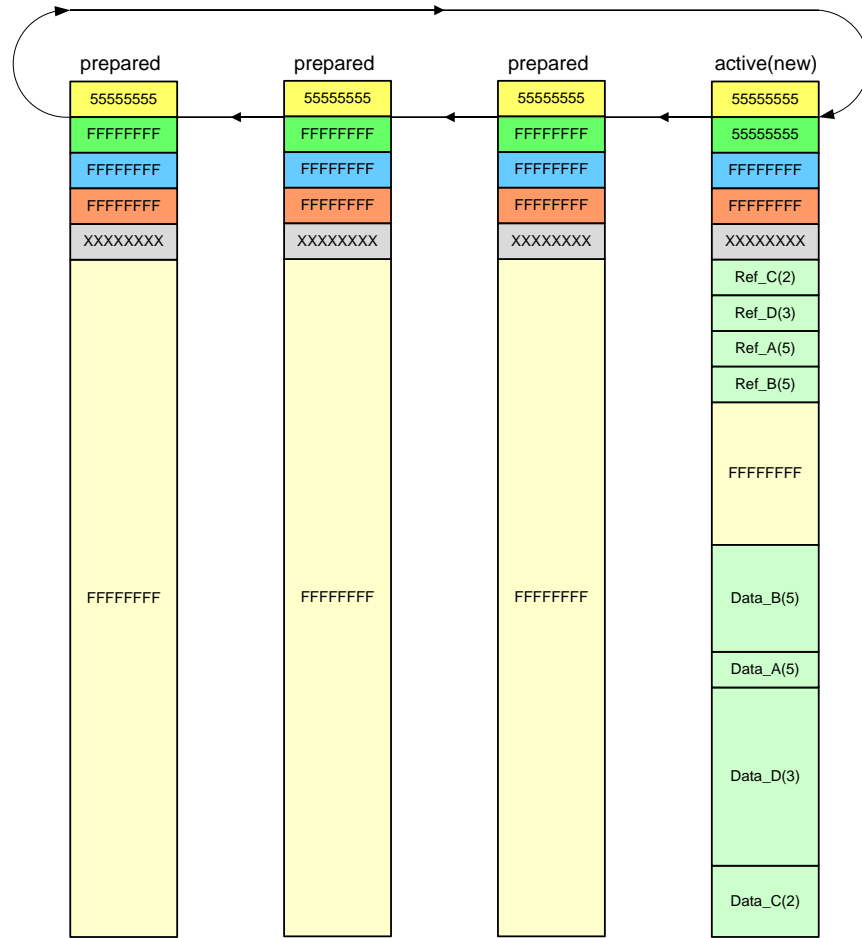 prepared prepared prepared active(new)
55555555 55555555 55555555 55555555
FFFFFFFF FFFFFFFF FFFFFFFF 55555555
FFFFFFFF FFFFFFFF FFFFFFFF FFFFFFFF
FFFFFFFF FFFFFFFF FFFFFFFF FFFFFFFF
XXXXXXXX XXXXXXXX XXXXXXXX XXXXXXXX
Ref_C(2)
Ref_D(3)
Ref_A(5)
Ref_B(5)
FFFFFFFF
FFFFFFFF FFFFFFFF FFFFFFFF Data_B(5)
Data_A(5)
Data_D(3)
Data_C(2)